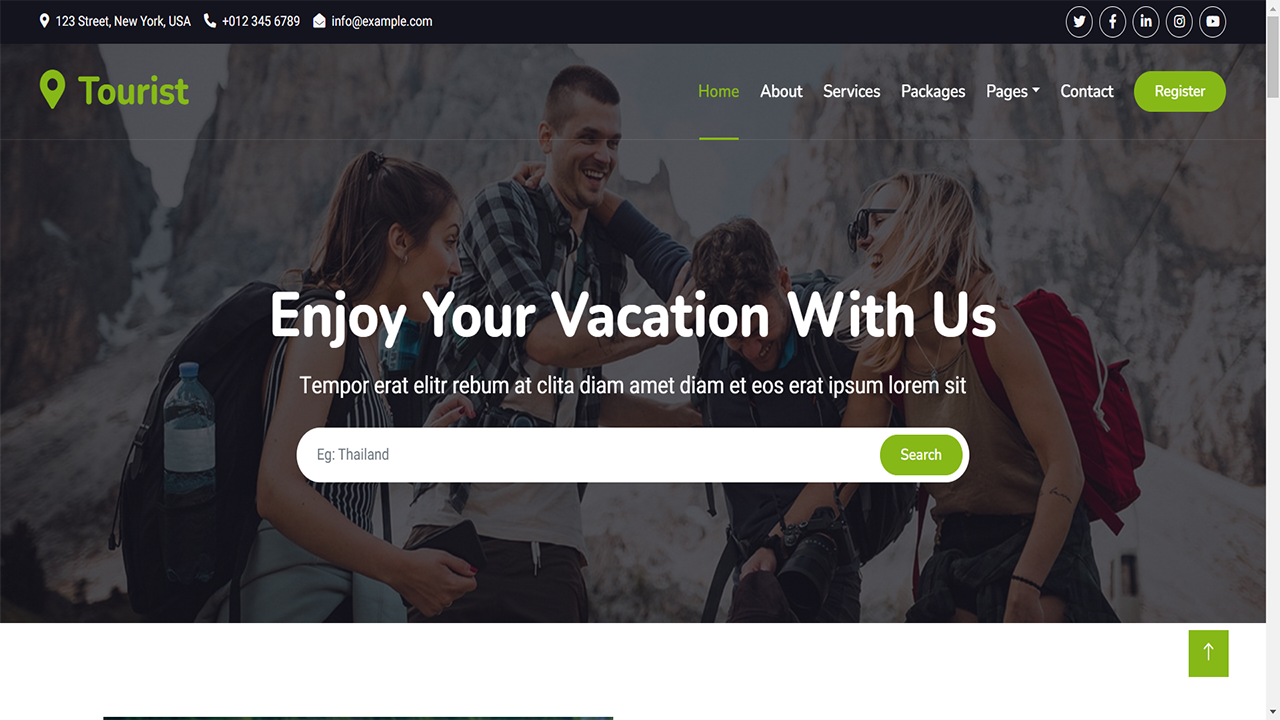 123 Street, New York, USA +012 345 6789 info@example.com
Tourist
Home About Services Packages Pages Contact Register
Enjoy Your Vacation With Us
Tempor erat elitr rebum at clita diam amet diam et eos erat ipsum lorem sit
Eg: Thailand Search